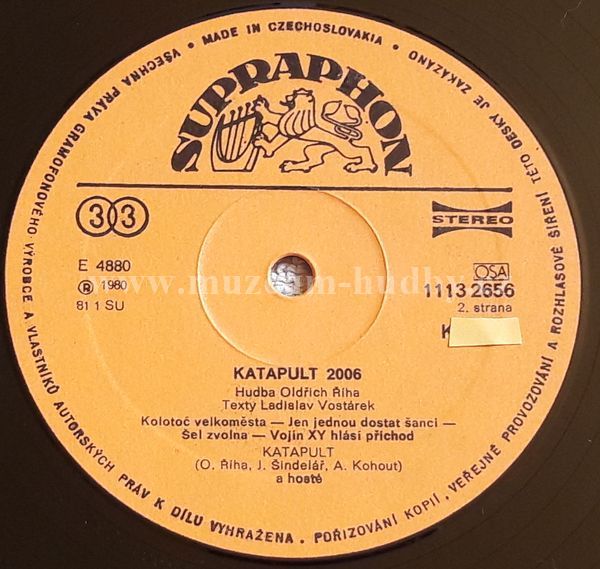 VŠECHNA PRÁVA GRAMOFONOVÉHO VÝROBCE A VLASTNÍKŮ AUTORSKÝCH PRÁV K DÍLU VYHRAŽENA. POŘIZOVÁNÍ KOPIÍ, VEŘEJNÉ PROVOZOVÁNÍ A ROZHLASOVÉ ŠÍŘENÍ TÉTO DESKY JE ZAKÁZÁNO • MADE IN CZECHOSLOVAKIA •
SUPRAPHON
33
STEREO
E 4880
℗ 1980
81 1 SU
OSA
1113 2656
2. strana
K
www.muzeum-hudby.
KATAPULT 2006
Hudba Oldřich Říha
Texty Ladislav Vostárek
Kolotoč velkoměsta — Jen jednou dostat šanci —
Šel zvolna — Vojín XY hlásí příchod
KATAPULT
(O. Říha, J. Šindelář, A. Kohout)
a hosté